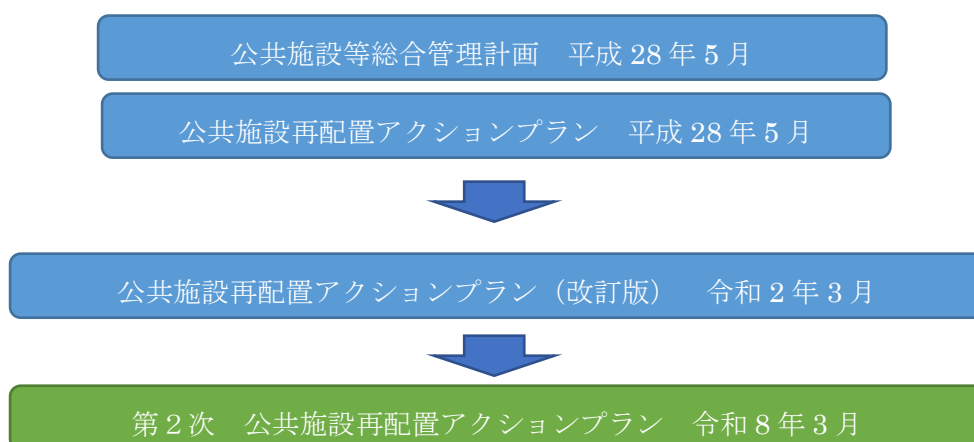 公共施設等総合管理計画　平成 28 年 5 月
公共施設再配置アクションプラン　平成 28 年 5 月
公共施設再配置アクションプラン（改訂版）　令和 2 年 3 月
第２次　公共施設再配置アクションプラン　令和 8 年 3 月